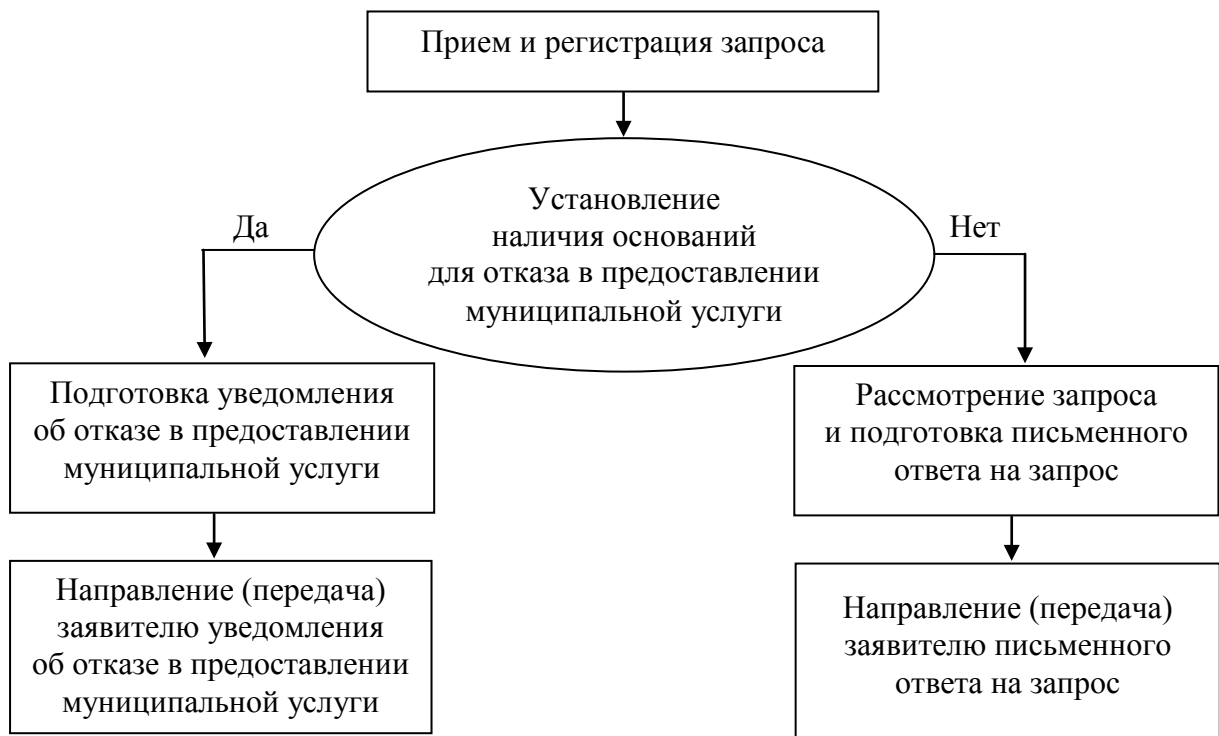 Прием и регистрация запроса
Установление
наличия оснований
для отказа в предоставлении
муниципальной услуги
Да
Нет
Подготовка уведомления
об отказе в предоставлении
муниципальной услуги
Рассмотрение запроса
и подготовка письменного
ответа на запрос
Направление (передача)
заявителю уведомления
об отказе в предоставлении
муниципальной услуги
Направление (передача)
заявителю письменного
ответа на запрос